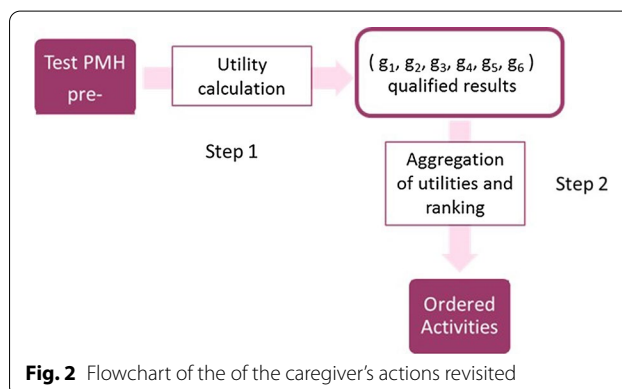 Test PMH
pre-
Utility
calculation
( g₁, g₂, g₃, g₄, g₅, g₆ )
qualified results
Step 1
Aggregation
of utilities and
ranking
Step 2
Ordered
Activities
Fig. 2 Flowchart of the of the caregiver’s actions revisited